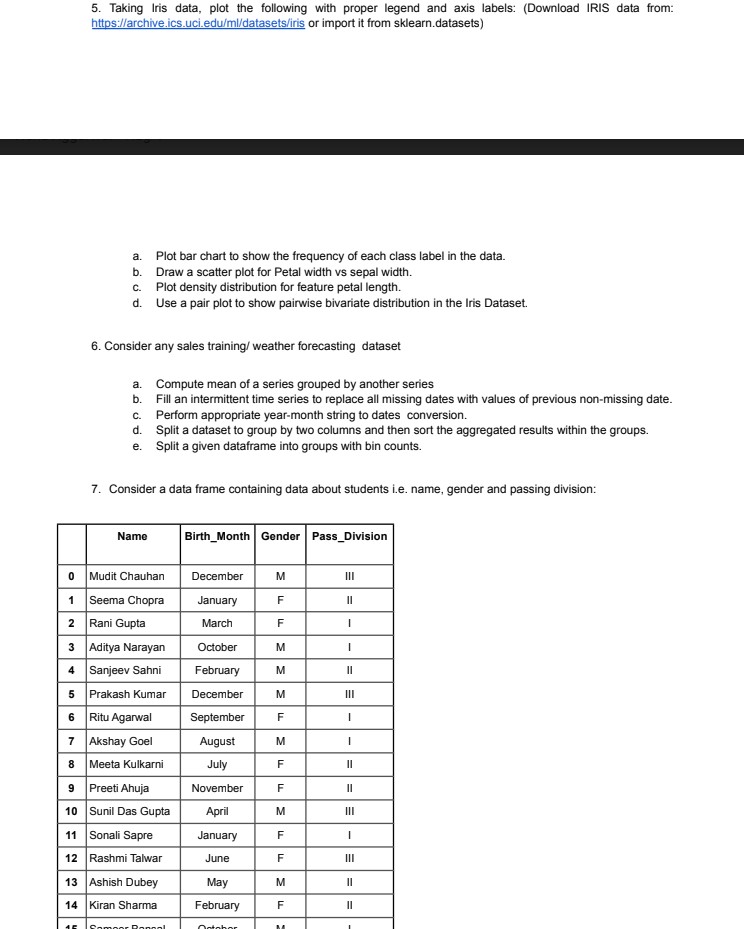 5. Taking Iris data, plot the following with proper legend and axis labels: (Download IRIS data from:
https://archive.ics.uci.edu/ml/datasets/iris or import it from sklearn.datasets)
a. Plot bar chart to show the frequency of each class label in the data.
b. Draw a scatter plot for Petal width vs sepal width.
c. Plot density distribution for feature petal length.
d. Use a pair plot to show pairwise bivariate distribution in the Iris Dataset.
6. Consider any sales training/ weather forecasting dataset
a. Compute mean of a series grouped by another series
b. Fill an intermittent time series to replace all missing dates with values of previous non-missing date.
c. Perform appropriate year-month string to dates conversion.
d. Split a dataset to group by two columns and then sort the aggregated results within the groups.
e. Split a given dataframe into groups with bin counts.
7. Consider a data frame containing data about students i.e. name, gender and passing division:
Name Birth_Month Gender Pass_Division
0 Mudit Chauhan December M III
1 Seema Chopra January F II
2 Rani Gupta March F I
3 Aditya Narayan October M I
4 Sanjeev Sahni February M II
5 Prakash Kumar December M III
6 Ritu Agarwal September F I
7 Akshay Goel August M I
8 Meeta Kulkarni July F II
9 Preeti Ahuja November F II
10 Sunil Das Gupta April M III
11 Sonali Sapre January F I
12 Rashmi Talwar June F III
13 Ashish Dubey May M II
14 Kiran Sharma February F II
15 Sameer Bansal October M I